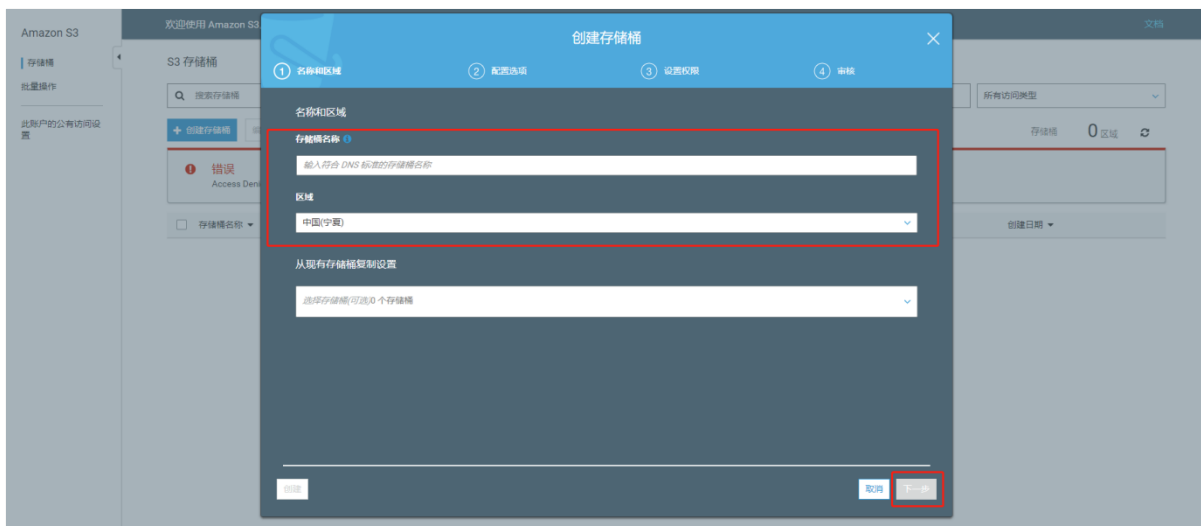 Amazon S3
存储桶
批量操作
此账户的公有访问设
置
欢迎使用 Amazon S3
文档
S3 存储桶
搜索存储桶
所有访问类型
创建存储桶
存储桶
0 区域
错误
Access Deni
存储桶名称
创建日期
创建存储桶
1 名称和区域
2 配置选项
3 设置权限
4 审核
名称和区域
存储桶名称
输入符合 DNS 标准的存储桶名称
区域
中国(宁夏)
从现有存储桶复制设置
选择存储桶(可选)0 个存储桶
创建
取消
下一步